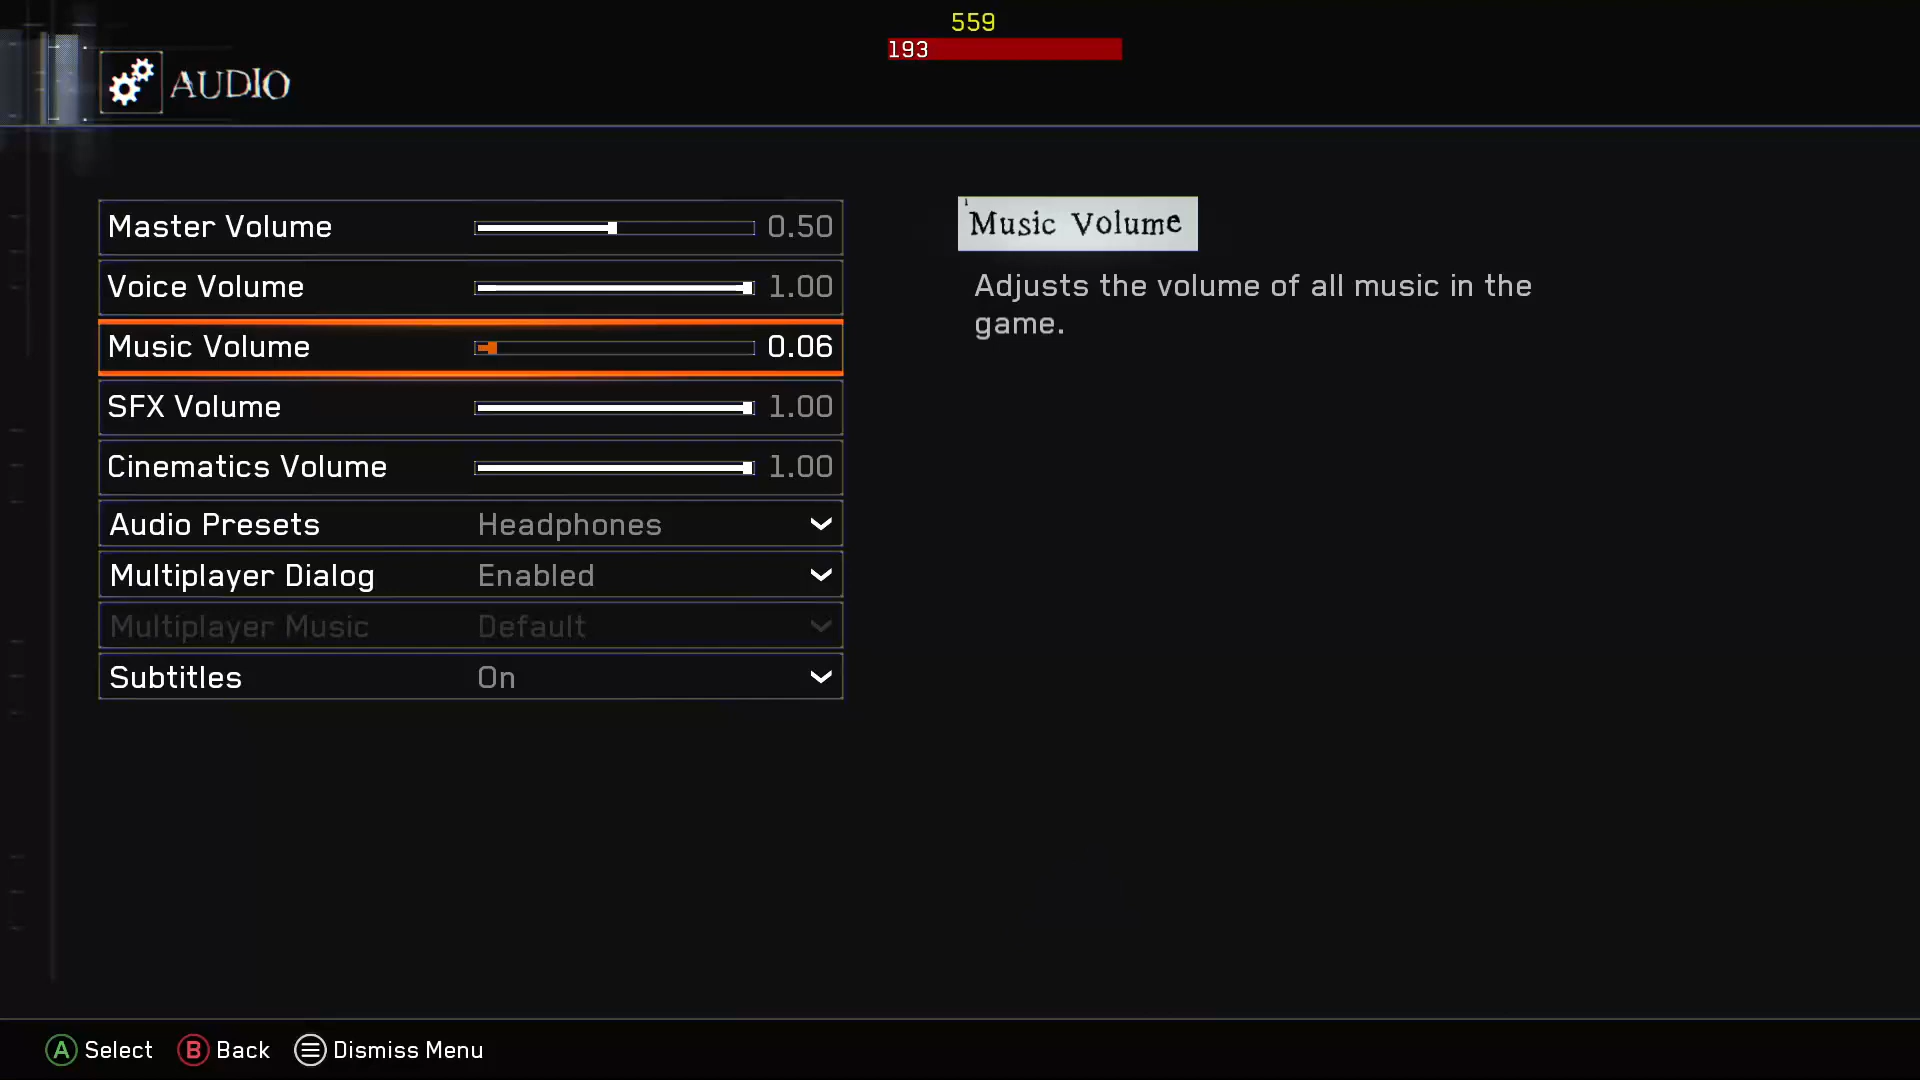 559
193
AUDIO
Master Volume 0.50
Voice Volume 1.00
Music Volume 0.06
SFX Volume 1.00
Cinematics Volume 1.00
Audio Presets Headphones
Multiplayer Dialog Enabled
Multiplayer Music Default
Subtitles On
Music Volume
Adjusts the volume of all music in the
game.
A Select B Back Dismiss Menu